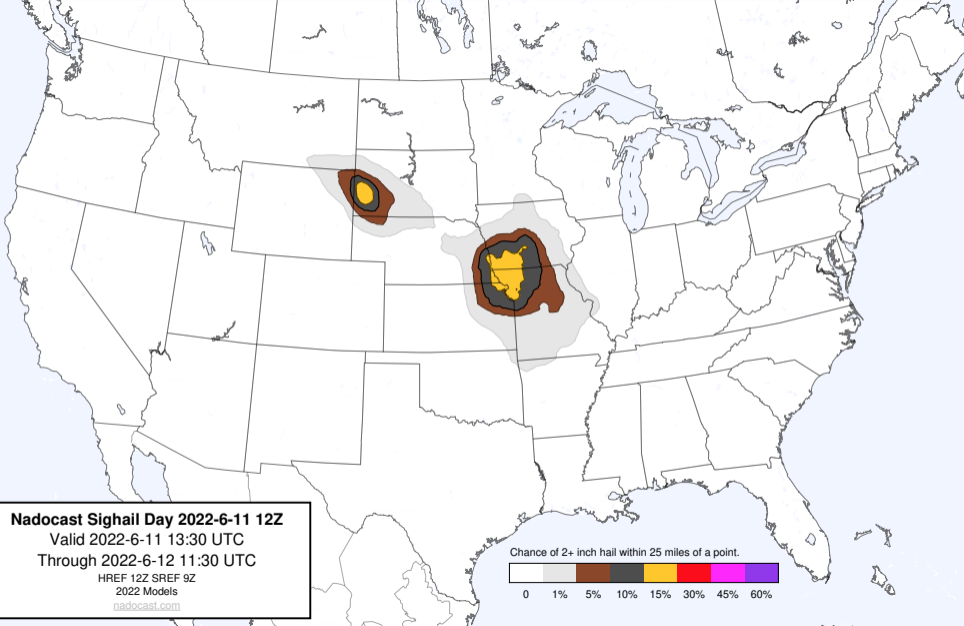 Nadocast Sighail Day 2022-6-11 12Z
Valid 2022-6-11 13:30 UTC
Through 2022-6-12 11:30 UTC
HREF 12Z SREF 9Z
2022 Models
nadocast.com
Chance of 2+ inch hail within 25 miles of a point.
0 1% 5% 10% 15% 30% 45% 60%